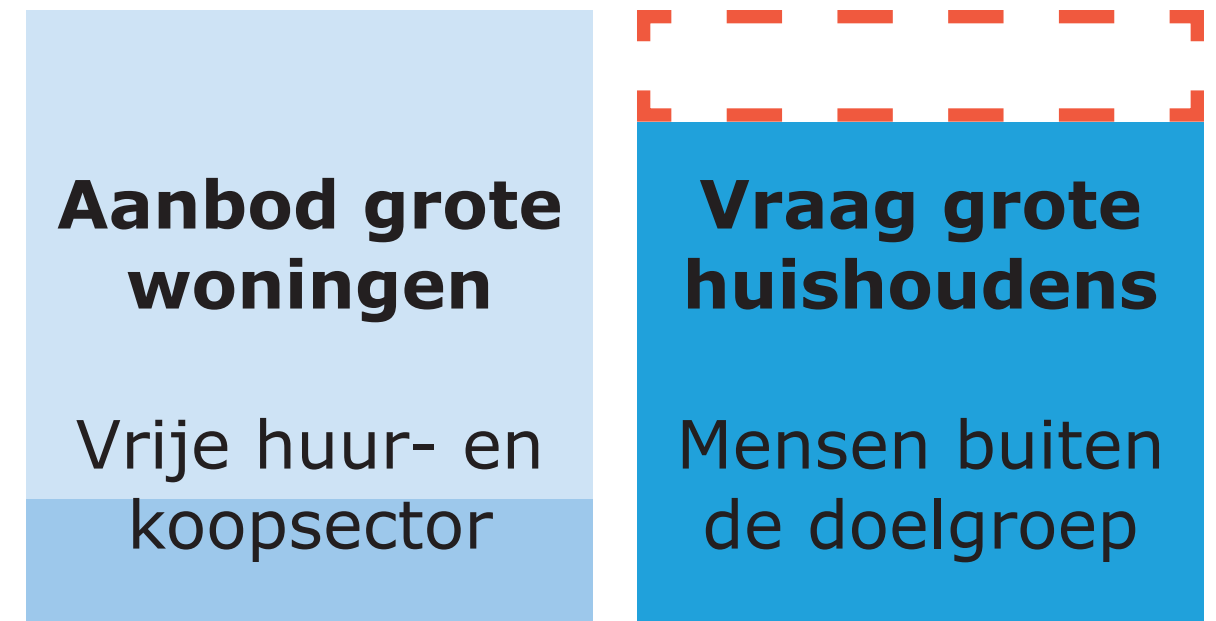 Aanbod grote
woningen
Vrije huur- en
koopsector
Vraag grote
huishoudens
Mensen buiten
de doelgroep